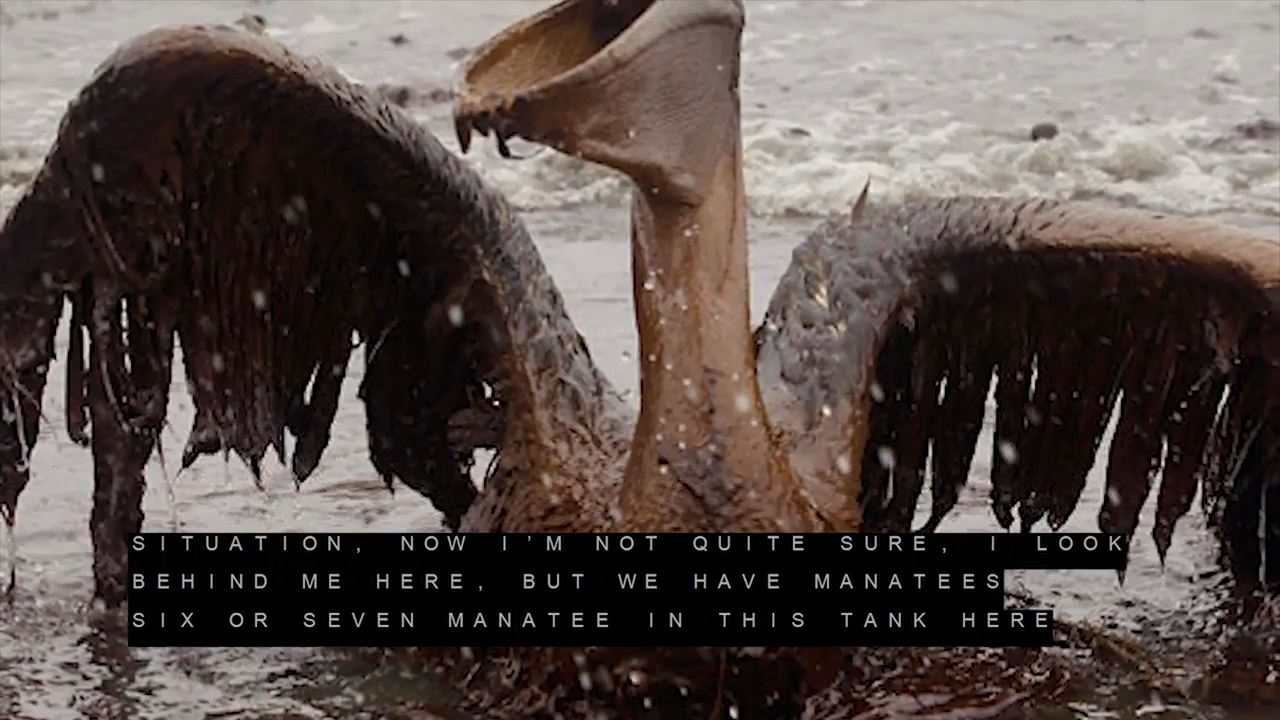 SITUATION, NOW I'M NOT QUITE SURE, I LOOK
BEHIND ME HERE, BUT WE HAVE MANATEES
SIX OR SEVEN MANATEE IN THIS TANK HERE